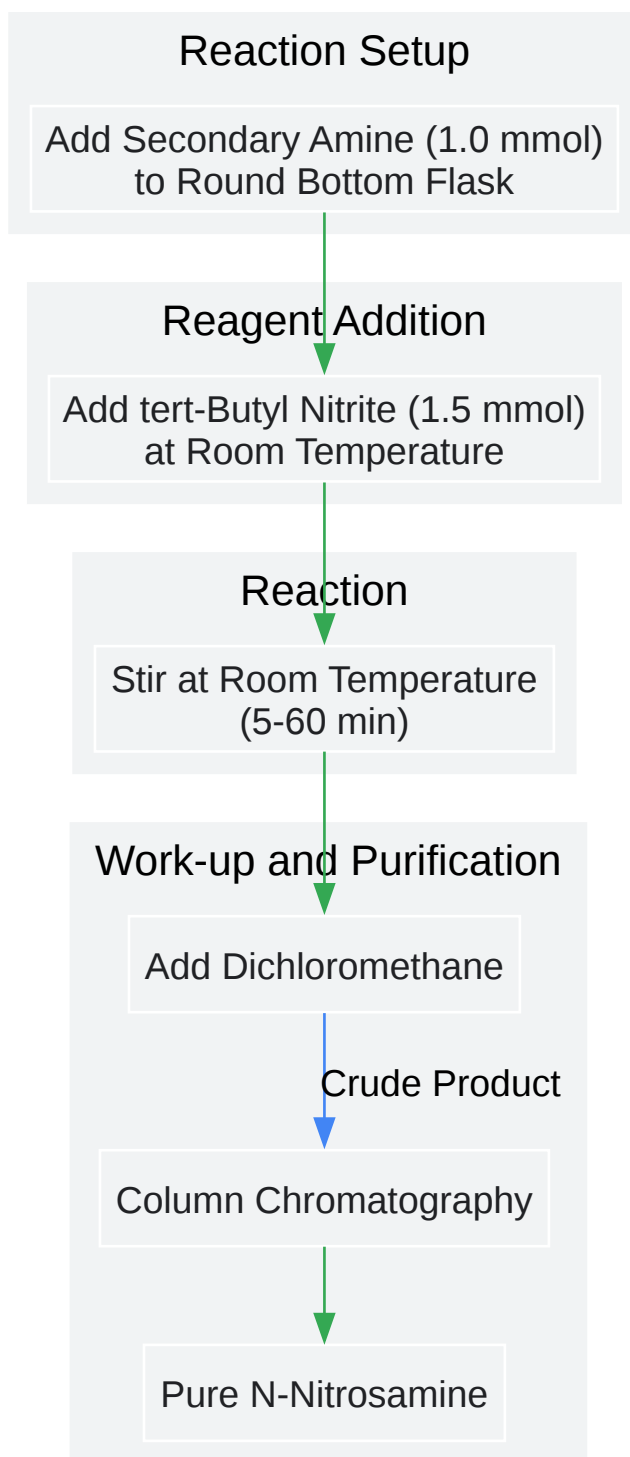 Reaction Setup
Add Secondary Amine (1.0 mmol)
to Round Bottom Flask
Reagent Addition
Add tert-Butyl Nitrite (1.5 mmol)
at Room Temperature
Reaction
Stir at Room Temperature
(5-60 min)
Work-up and Purification
Add Dichloromethane
Crude Product
Column Chromatography
Pure N-Nitrosamine